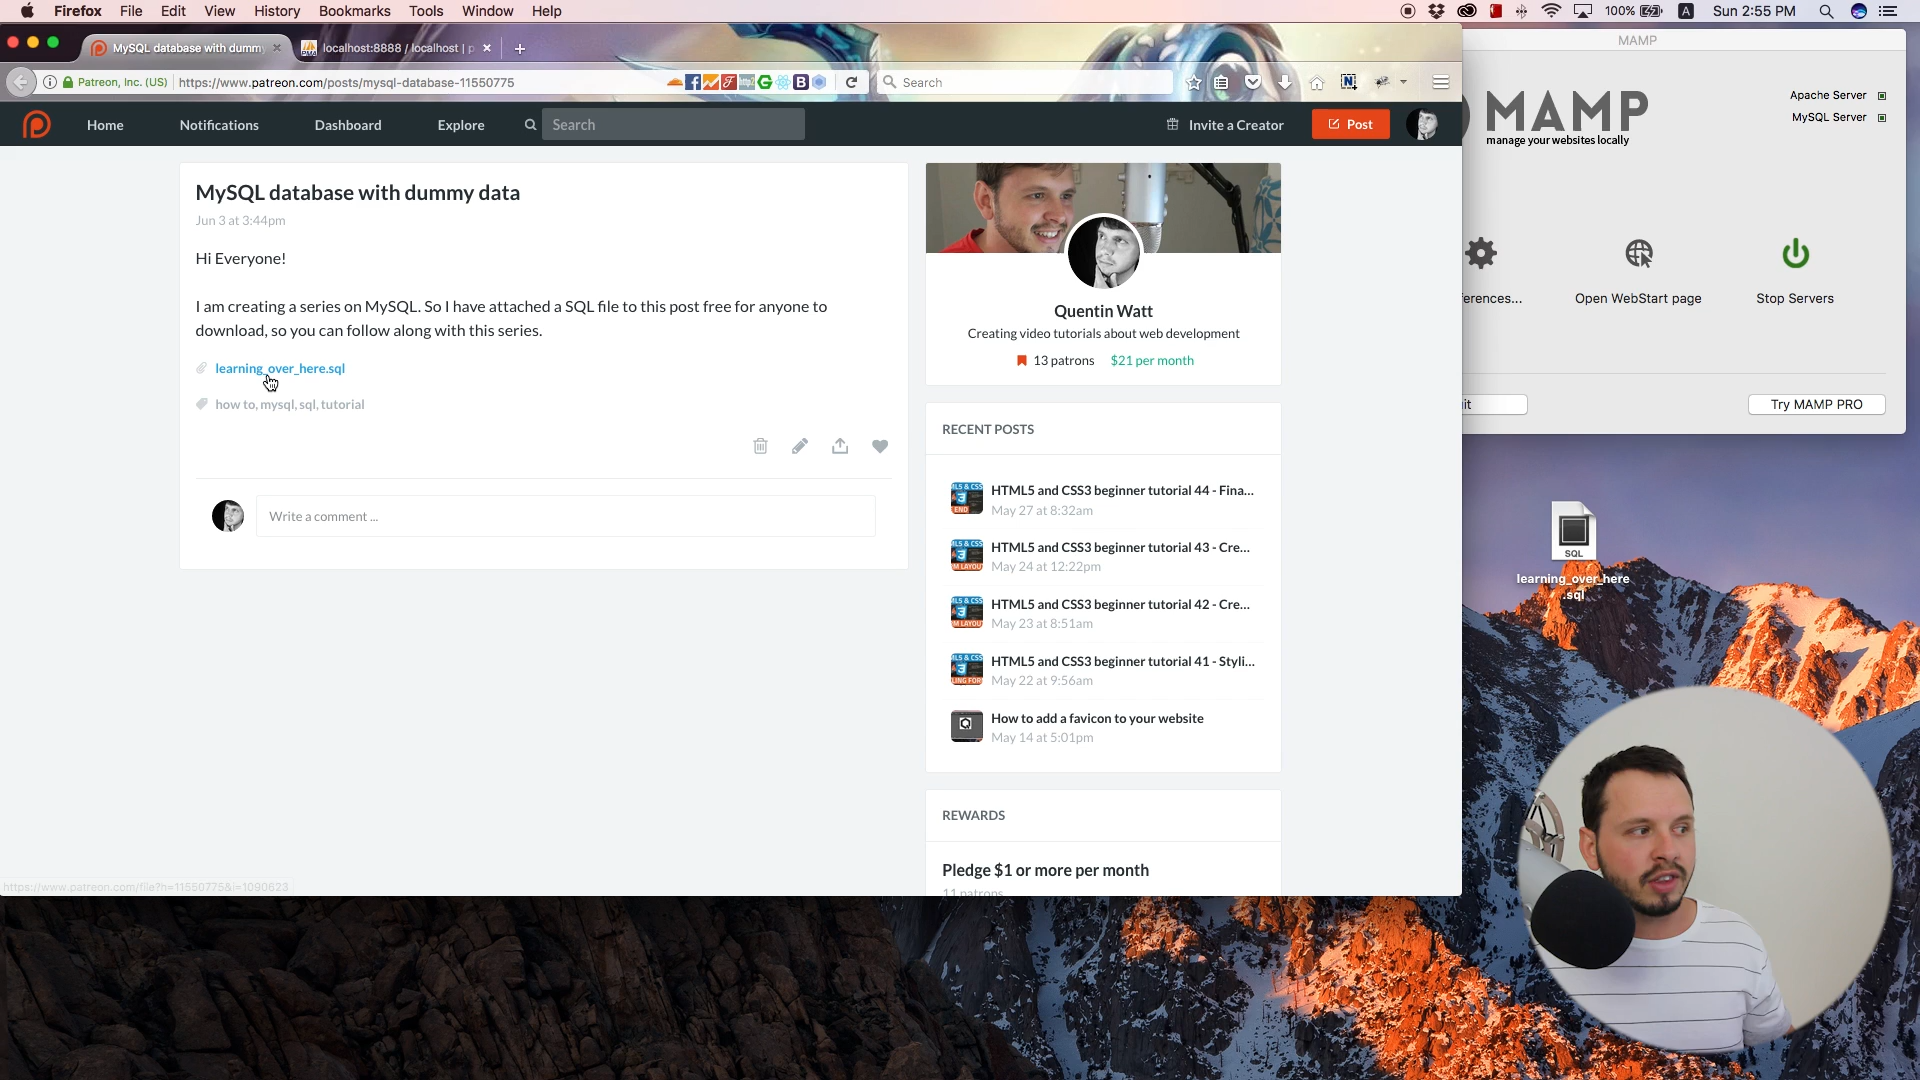 Firefox File Edit View History Bookmarks Tools Window Help
100% A Sun 2:55 PM
MySQL database with dumm
localhost:8888 / localhost | p
MAMP
Patreon, Inc. (US) https://www.patreon.com/posts/mysql-database-11550775
Search
Home Notifications Dashboard Explore Search Invite a Creator Post
MAMP
manage your websites locally
Apache Server
MySQL Server
erences...
Open WebStart page
Stop Servers
it
Try MAMP PRO
MySQL database with dummy data
Jun 3 at 3:44pm
Hi Everyone!
I am creating a series on MySQL. So I have attached a SQL file to this post free for anyone to
download, so you can follow along with this series.
learning_over_here.sql
how to, mysql, sql, tutorial
Write a comment ...
Quentin Watt
Creating video tutorials about web development
13 patrons $21 per month
RECENT POSTS
HTML5 and CSS3 beginner tutorial 44 - Fina...
May 27 at 8:32am
HTML5 and CSS3 beginner tutorial 43 - Cre...
May 24 at 12:22pm
HTML5 and CSS3 beginner tutorial 42 - Cre...
May 23 at 8:51am
HTML5 and CSS3 beginner tutorial 41 - Styli...
May 22 at 9:56am
How to add a favicon to your website
May 14 at 5:01pm
REWARDS
Pledge $1 or more per month
11 patrons
SQL
learning_over_here
.sql
https://www.patreon.com/file?h=11550775&i=1090623